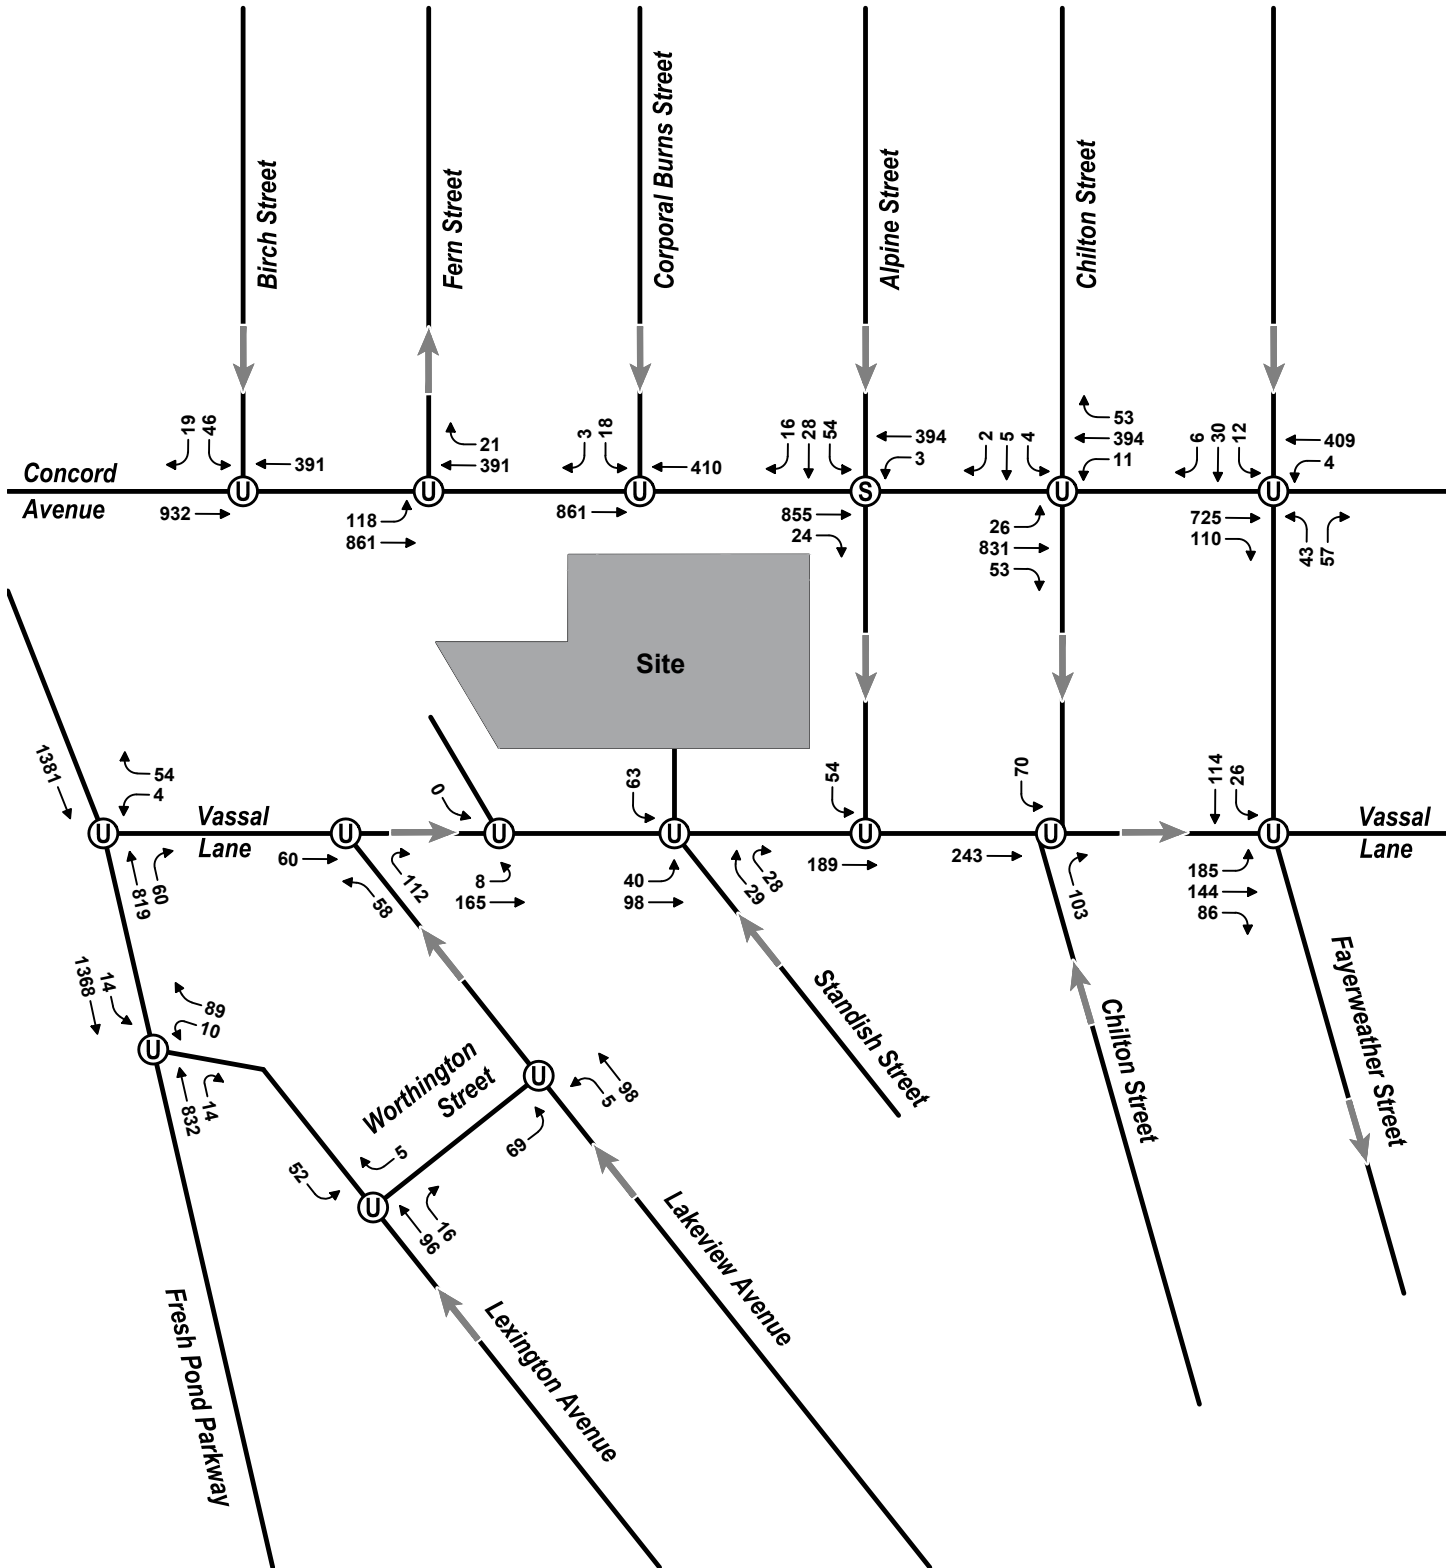 Birch Street
Fern Street
Corporal Burns Street
Alpine Street
Chilton Street
Concord
Avenue
19
46
391
U
932
21
391
U
118
861
3
18
410
U
861
16
28
54
394
3
S
855
24
2
5
4
53
394
11
U
26
831
53
6
30
12
409
4
U
725
110
43
57
Site
1381
54
4
U
Vassal
Lane
60
819
U
60
112
58
0
U
8
165
63
U
40
98
28
29
54
U
189
70
U
243
103
114
26
U
185
144
86
Vassal
Lane
1368
14
89
10
U
14
832
Worthington
Street
U
98
5
69
5
52
U
16
96
Standish Street
Chilton Street
Fayerweather Street
Lakeview Avenue
Lexington Avenue
Fresh Pond Parkway